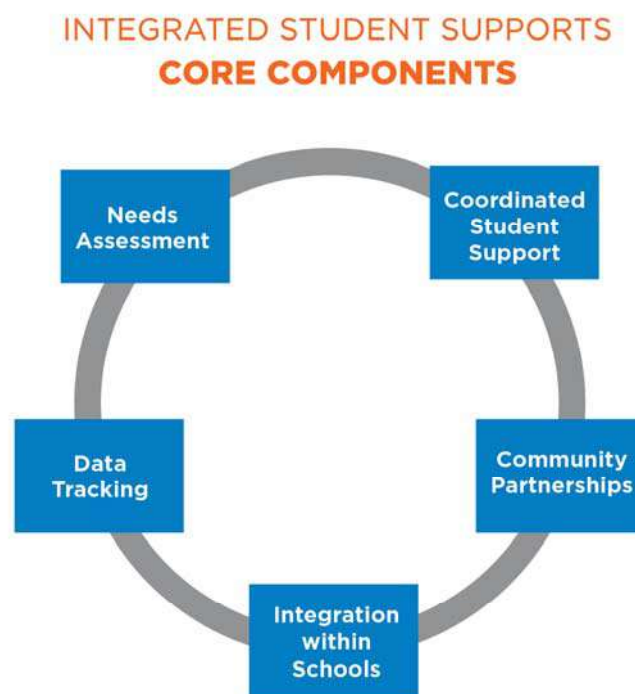 INTEGRATED STUDENT SUPPORTS
CORE COMPONENTS
Needs
Assessment
Coordinated
Student
Support
Data
Tracking
Community
Partnerships
Integration
within
Schools